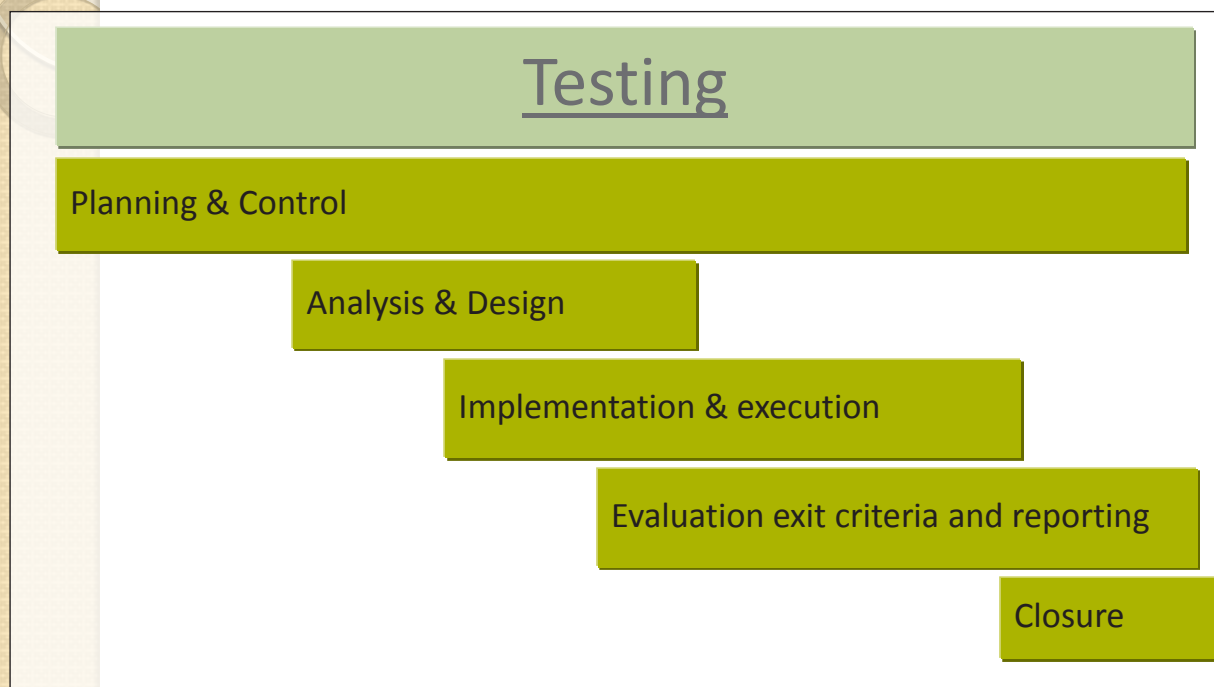 Testing
Planning & Control
Analysis & Design
Implementation & execution
Evaluation exit criteria and reporting
Closure